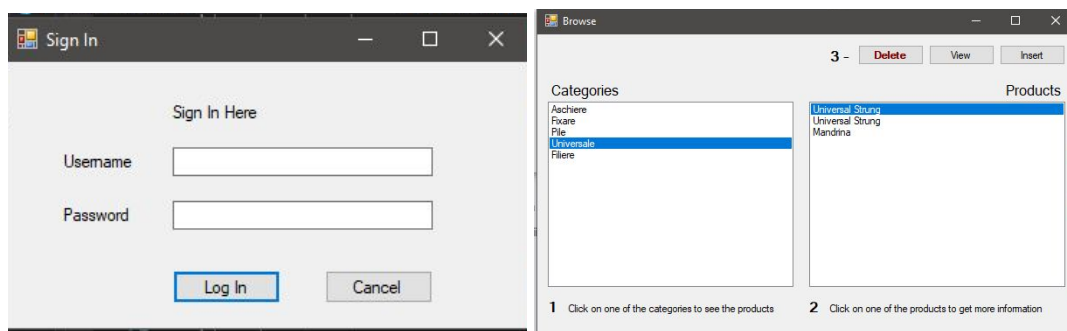 Sign In
Sign In Here
Username
Password
Log In
Cancel
Browse
3 - Delete View Insert
Categories
Aschiere
Fixare
Pile
Universale
Filiere
Products
Universal Strung
Universal Strung
Mandrina
1 Click on one of the categories to see the products
2 Click on one of the products to get more information